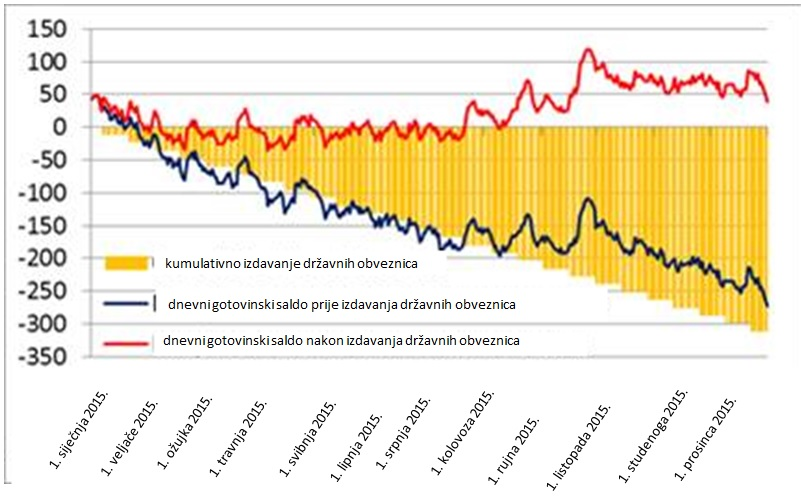 150
100
50
0
-50
-100
-150
-200
-250
-300
-350
kumulativno izdavanje državnih obveznica
dnevni gotovinski saldo prije izdavanja državnih obveznica
dnevni gotovinski saldo nakon izdavanja državnih obveznica
1. siječnja 2015.
1. veljače 2015.
1. ožujka 2015.
1. travnja 2015.
1. svibnja 2015.
1. lipnja 2015.
1. srpnja 2015.
1. kolovoza 2015.
1. rujna 2015.
1. listopada 2015.
1. studenoga 2015.
1. prosinca 2015.